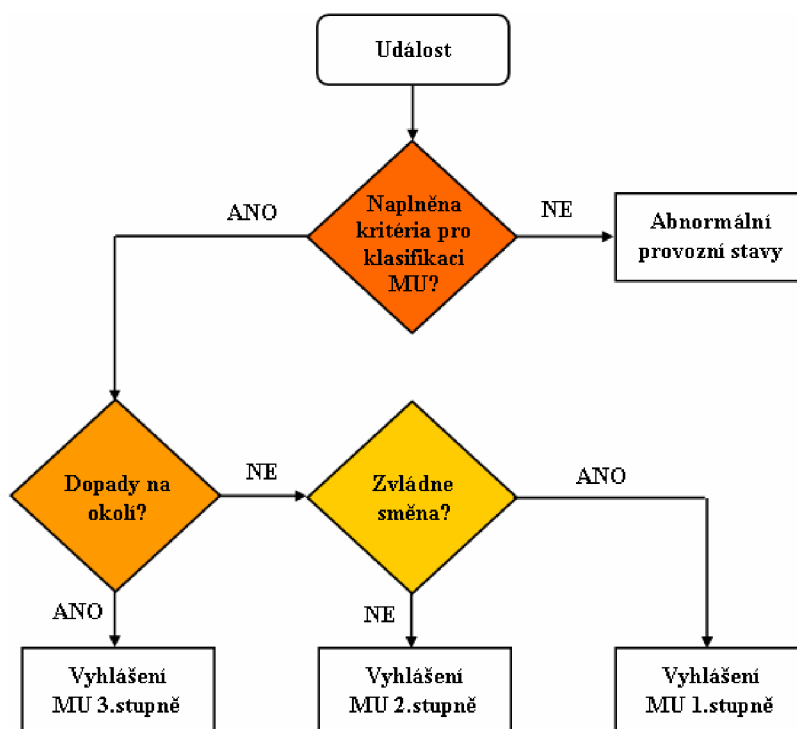 Událost
ANO
Naplněna
kritéria pro
klasifikaci
MU?
NE
Abnormální
provozní stavy
Dopady na
okolí?
NE
Zvládne
směna?
ANO
ANO
NE
Vyhlášení
MU 3.stupně
Vyhlášení
MU 2.stupně
Vyhlášení
MU 1.stupně